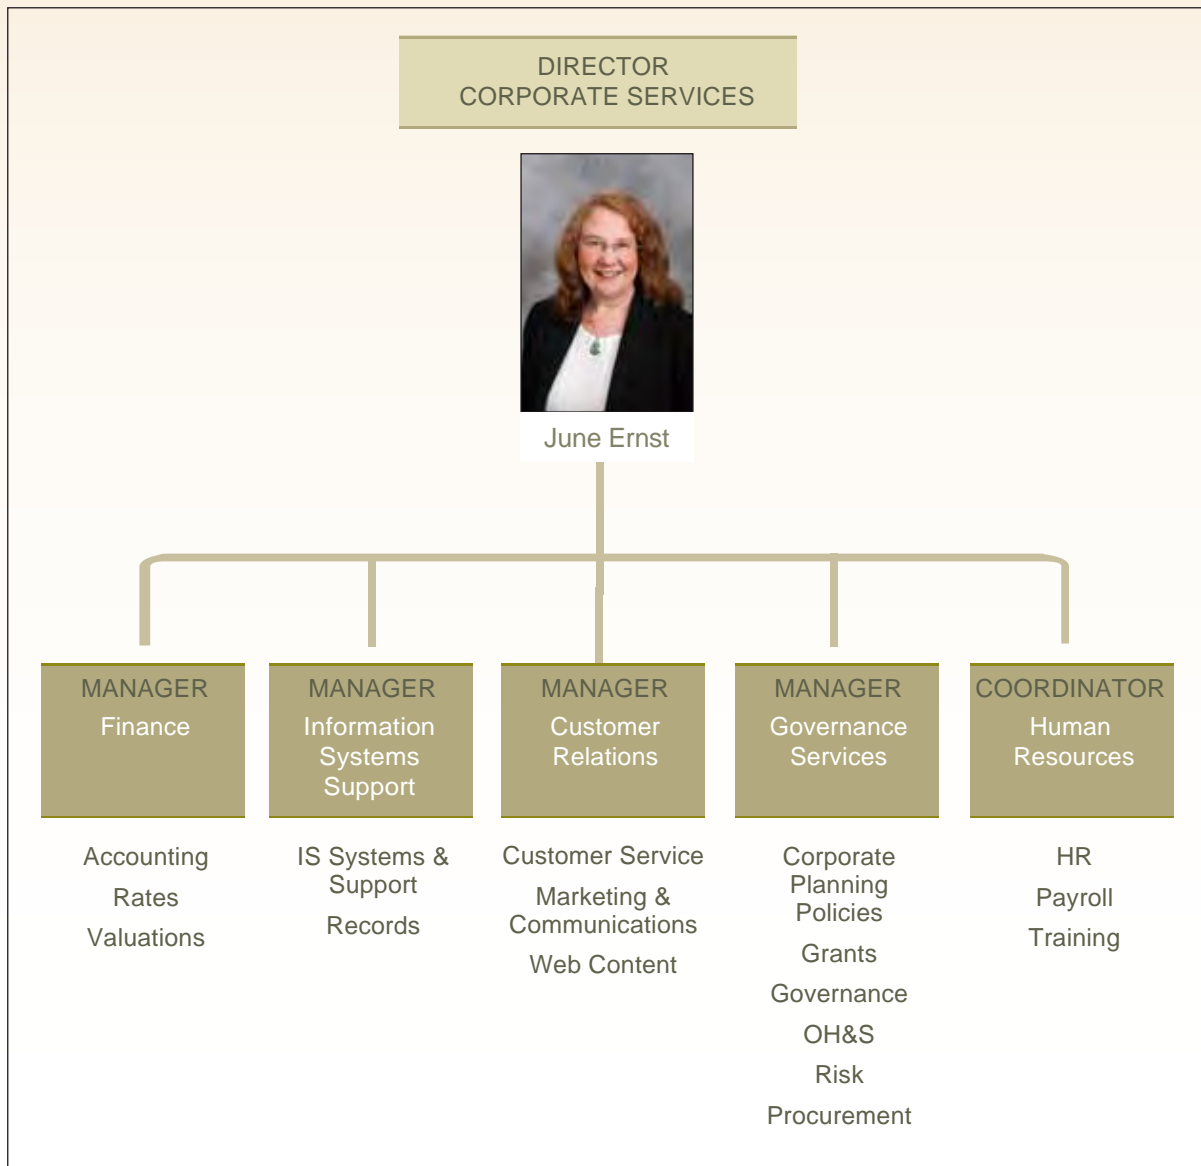 DIRECTOR
CORPORATE SERVICES
June Ernst
MANAGER
Finance
Accounting
Rates
Valuations
MANAGER
Information
Systems
Support
IS Systems &
Support
Records
MANAGER
Customer
Relations
Customer Service
Marketing &
Communications
Web Content
MANAGER
Governance
Services
Corporate
Planning
Policies
Grants
Governance
OH&S
Risk
Procurement
COORDINATOR
Human
Resources
HR
Payroll
Training